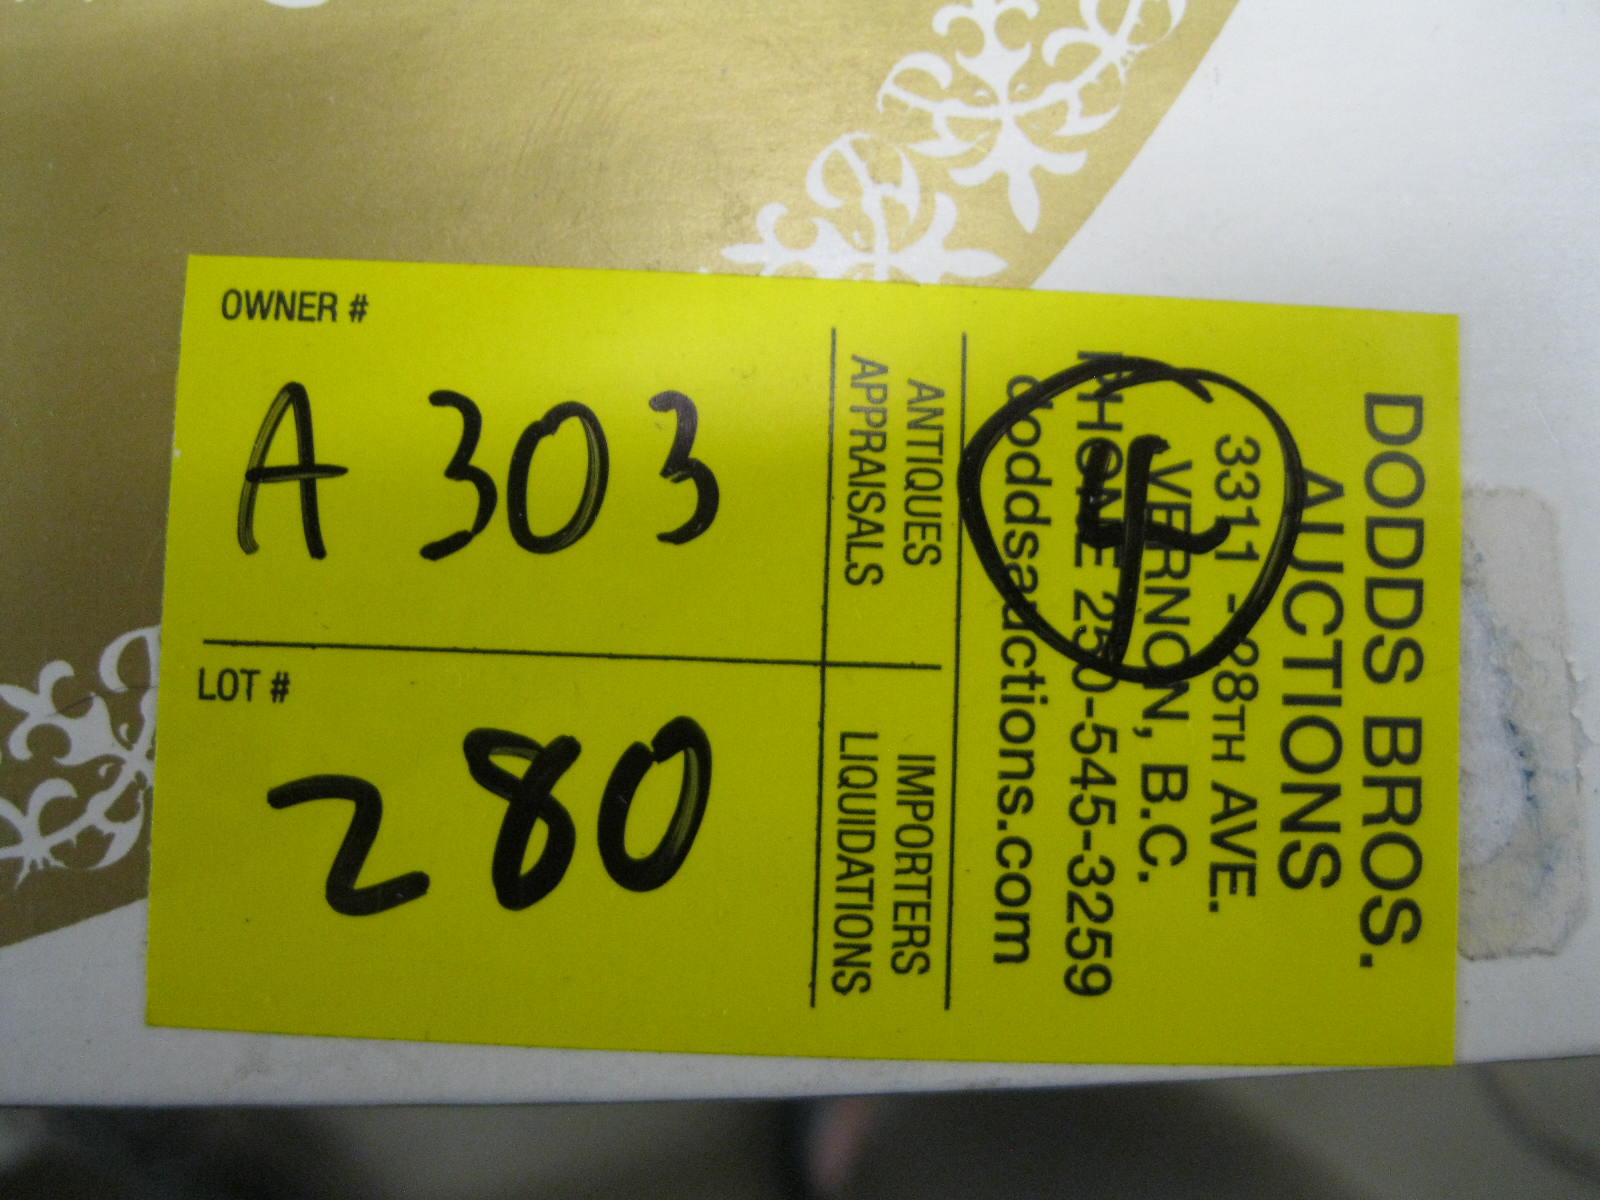 OWNER #
A 303
LOT #
280
ANTIQUES
APPRAISALS
IMPORTERS
LIQUIDATIONS
DODDS BROS.
AUCTIONS
3311 - 28TH AVE.
VERNON, B.C.
PHONE 250-545-3259
doddsauctions.com